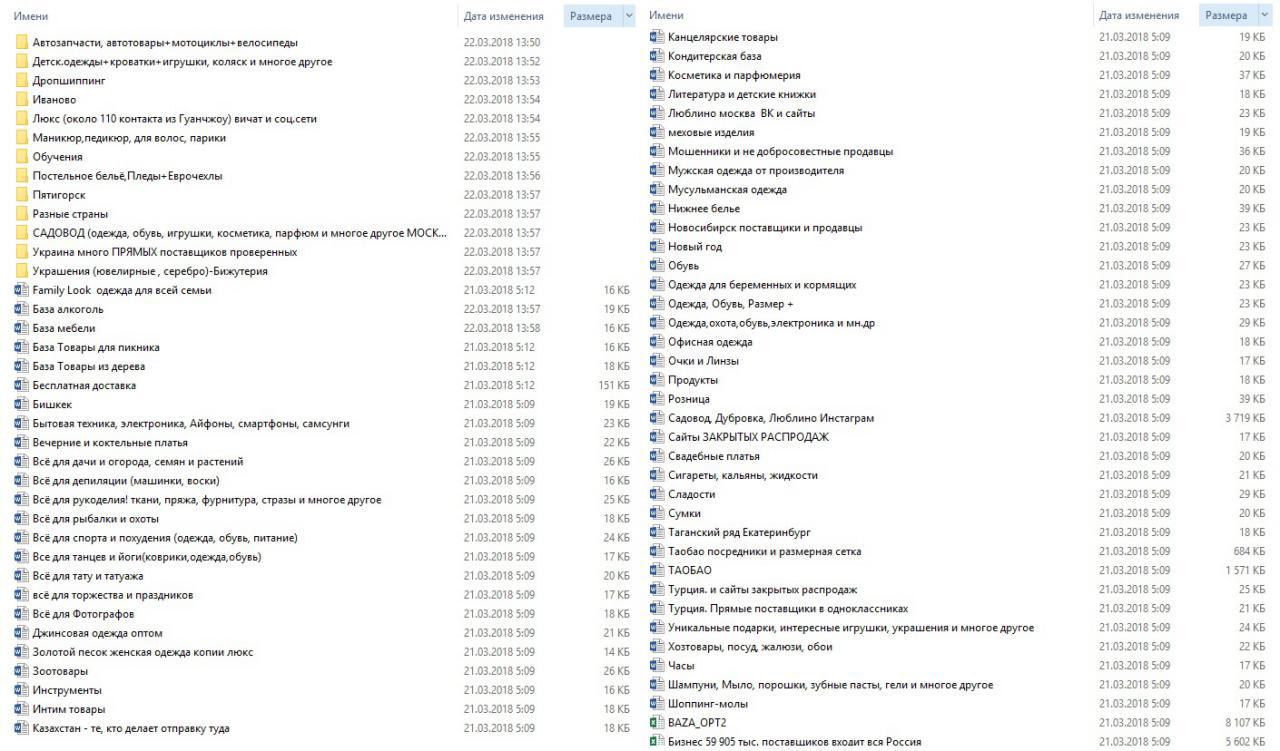 Имени Дата изменения Размера
Автозапчасти, автотовары+мотоциклы+велосипеды 22.03.2018 13:50
Детск.одежды+кроватки+игрушки, коляск и многое другое 22.03.2018 13:52
Дропшиппинг 22.03.2018 13:53
Иваново 22.03.2018 13:54
Люкс (около 110 контакта из Гуанчжоу) вичат и соц.сети 22.03.2018 13:54
Маникюр,педикюр, для волос, парики 22.03.2018 13:55
Обучения 22.03.2018 13:55
Постельное бельё,Пледы+Еврочехлы 22.03.2018 13:56
Пятигорск 22.03.2018 13:57
Разные страны 22.03.2018 13:57
САДОВОД (одежда, обувь, игрушки, косметика, парфюм и многое другое МОСК... 22.03.2018 13:57
Украина много ПРЯМЫХ поставщиков проверенных 22.03.2018 13:57
Украшения (ювелирные , серебро)-Бижутерия 22.03.2018 13:57
Family Look одежда для всей семьи 21.03.2018 5:12 16 КБ
База алкоголь 22.03.2018 13:57 19 КБ
База мебели 22.03.2018 13:58 16 КБ
База Товары для пикника 21.03.2018 5:12 16 КБ
База Товары из дерева 21.03.2018 5:12 18 КБ
Бесплатная доставка 21.03.2018 5:12 151 КБ
Бишкек 21.03.2018 5:09 19 КБ
Бытовая техника, электроника, Айфоны, смартфоны, самсунги 21.03.2018 5:09 23 КБ
Вечерние и коктельные платья 21.03.2018 5:09 22 КБ
Всё для дачи и огорода, семян и растений 21.03.2018 5:09 26 КБ
Всё для депиляции (машинки, воски) 21.03.2018 5:09 16 КБ
Всё для рукоделия! ткани, пряжа, фурнитура, стразы и многое другое 21.03.2018 5:09 25 КБ
Всё для рыбалки и охоты 21.03.2018 5:09 18 КБ
Всё для спорта и похудения (одежда, обувь, питание) 21.03.2018 5:09 24 КБ
Все для танцев и йоги(коврики,одежда,обувь) 21.03.2018 5:09 17 КБ
Всё для тату и татуажа 21.03.2018 5:09 20 КБ
всё для торжества и праздников 21.03.2018 5:09 17 КБ
Всё для Фотографов 21.03.2018 5:09 18 КБ
Джинсовая одежда оптом 21.03.2018 5:09 21 КБ
Золотой песок женская одежда копии люкс 21.03.2018 5:09 14 КБ
Зоотовары 21.03.2018 5:09 26 КБ
Инструменты 21.03.2018 5:09 16 КБ
Интим товары 21.03.2018 5:09 18 КБ
Казахстан - те, кто делает отправку туда 21.03.2018 5:09 18 КБ
Имени Дата изменения Размера
Канцелярские товары 21.03.2018 5:09 19 КБ
Кондитерская база 21.03.2018 5:09 20 КБ
Косметика и парфюмерия 21.03.2018 5:09 37 КБ
Литература и детские книжки 21.03.2018 5:09 18 КБ
Люблино москва ВК и сайты 21.03.2018 5:09 23 КБ
меховые изделия 21.03.2018 5:09 19 КБ
Мошенники и не добросовестные продавцы 21.03.2018 5:09 36 КБ
Мужская одежда от производителя 21.03.2018 5:09 20 КБ
Мусульманская одежда 21.03.2018 5:09 20 КБ
Нижнее белье 21.03.2018 5:09 39 КБ
Новосибирск поставщики и продавцы 21.03.2018 5:09 23 КБ
Новый год 21.03.2018 5:09 23 КБ
Обувь 21.03.2018 5:09 27 КБ
Одежда для беременных и кормящих 21.03.2018 5:09 23 КБ
Одежда, Обувь, Размер + 21.03.2018 5:09 23 КБ
Одежда,охота,обувь,электроника и мн.др 21.03.2018 5:09 29 КБ
Офисная одежда 21.03.2018 5:09 18 КБ
Очки и Линзы 21.03.2018 5:09 17 КБ
Продукты 21.03.2018 5:09 18 КБ
Розница 21.03.2018 5:09 39 КБ
Садовод, Дубровка, Люблино Инстаграм 21.03.2018 5:09 3 719 КБ
Сайты ЗАКРЫТЫХ РАСПРОДАЖ 21.03.2018 5:09 17 КБ
Свадебные платья 21.03.2018 5:09 20 КБ
Сигареты, кальяны, жидкости 21.03.2018 5:09 21 КБ
Сладости 21.03.2018 5:09 29 КБ
Сумки 21.03.2018 5:09 20 КБ
Таганский ряд Екатеринбург 21.03.2018 5:09 18 КБ
Таобао посредники и размерная сетка 21.03.2018 5:09 684 КБ
ТАОБАО 21.03.2018 5:09 1 571 КБ
Турция. и сайты закрытых распродаж 21.03.2018 5:09 25 КБ
Турция. Прямые поставщики в одноклассниках 21.03.2018 5:09 21 КБ
Уникальные подарки, интересные игрушки, украшения и многое другое 21.03.2018 5:09 24 КБ
Хозтовары, посуд, жалюзи, обои 21.03.2018 5:09 22 КБ
Часы 21.03.2018 5:09 17 КБ
Шампуни, Мыло, порошки, зубные пасты, гели и многое другое 21.03.2018 5:09 20 КБ
Шоппинг-молы 21.03.2018 5:09 17 КБ
BAZA_OPT2 21.03.2018 5:09 8 107 КБ
Бизнес 59 905 тыс. поставщиков входит вся Россия 21.03.2018 5:09 5 602 КБ